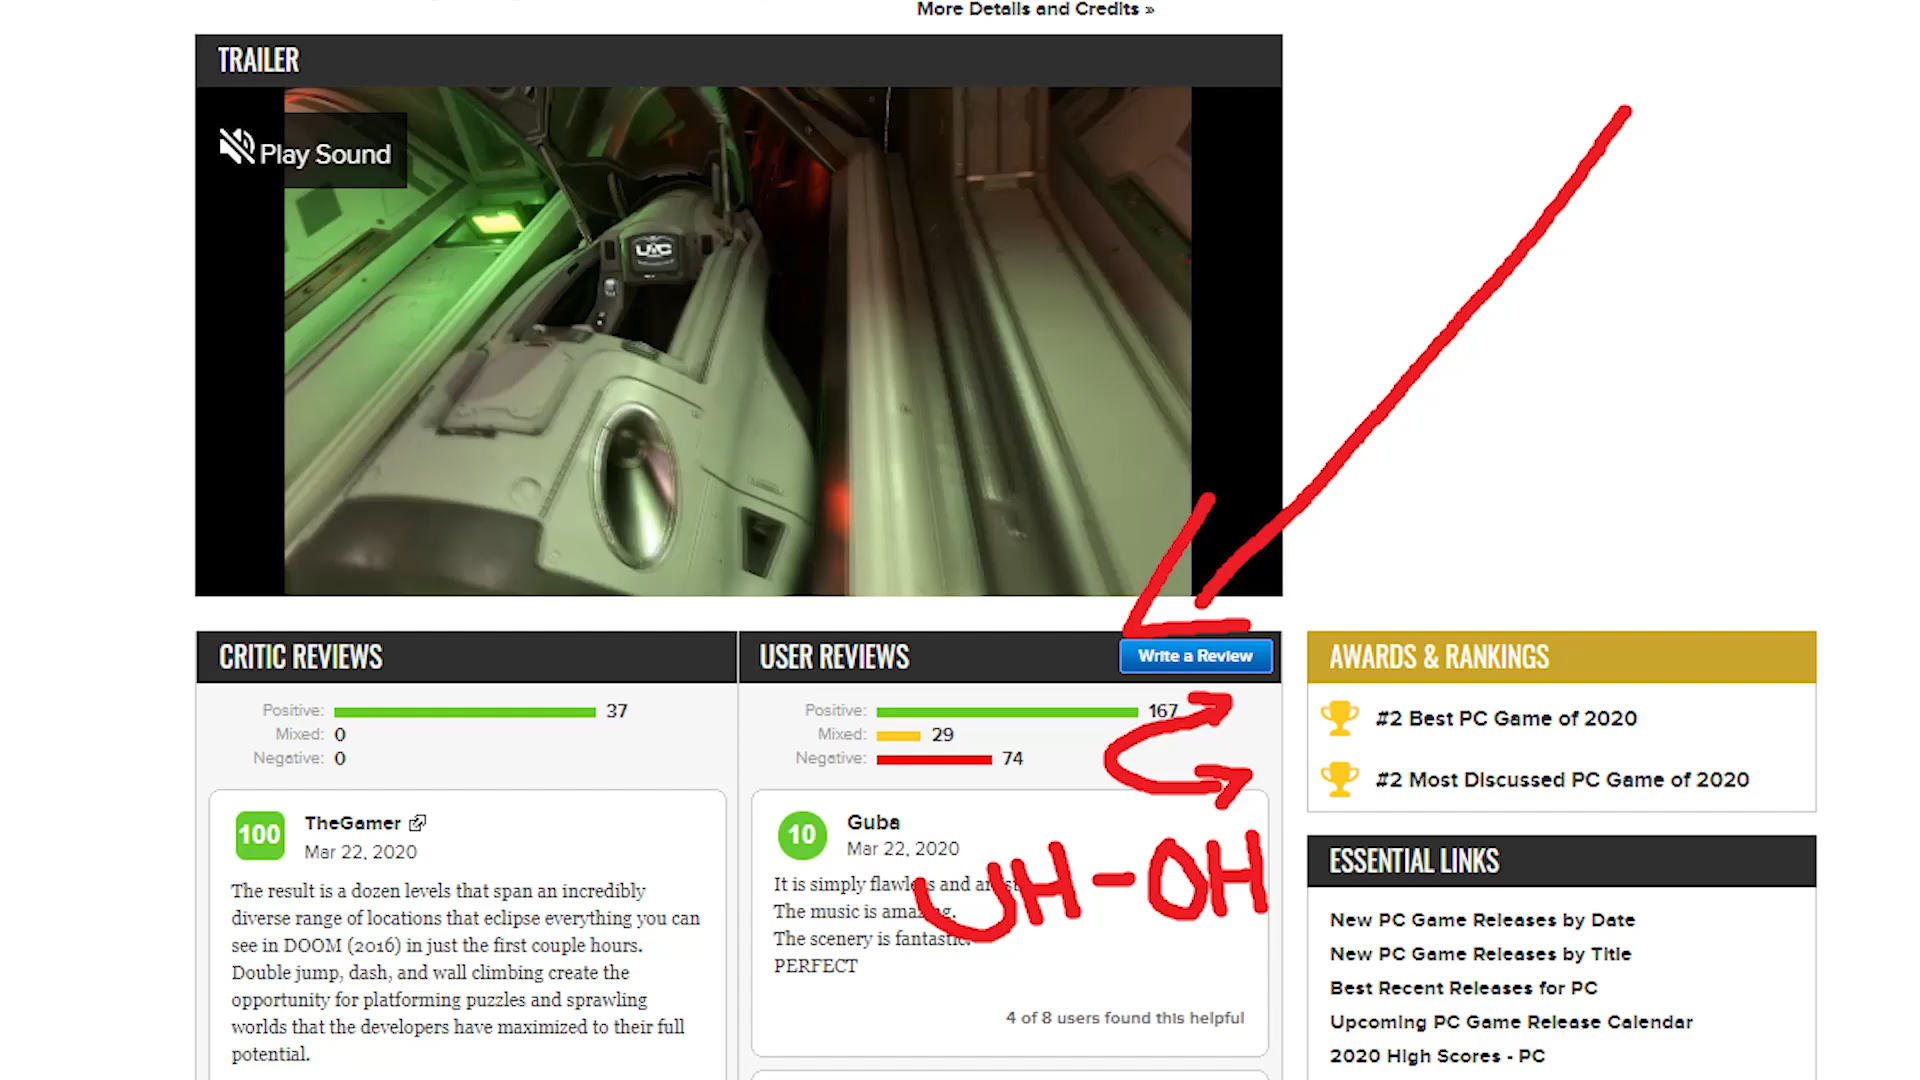 More Details and Credits »
TRAILER
Play Sound
UAC
CRITIC REVIEWS
Positive: 37
Mixed: 0
Negative: 0
100
TheGamer
Mar 22, 2020
The result is a dozen levels that span an incredibly
diverse range of locations that eclipse everything you can
see in DOOM (2016) in just the first couple hours.
Double jump, dash, and wall climbing create the
opportunity for platforming puzzles and sprawling
worlds that the developers have maximized to their full
potential.
USER REVIEWS
Write a Review
Positive: 167
Mixed: 29
Negative: 74
10
Guba
Mar 22, 2020
It is simply flawless and
The music is amazing.
The scenery is fantastic.
PERFECT
UH-OH
4 of 8 users found this helpful
AWARDS & RANKINGS
#2 Best PC Game of 2020
#2 Most Discussed PC Game of 2020
ESSENTIAL LINKS
New PC Game Releases by Date
New PC Game Releases by Title
Best Recent Releases for PC
Upcoming PC Game Release Calendar
2020 High Scores - PC